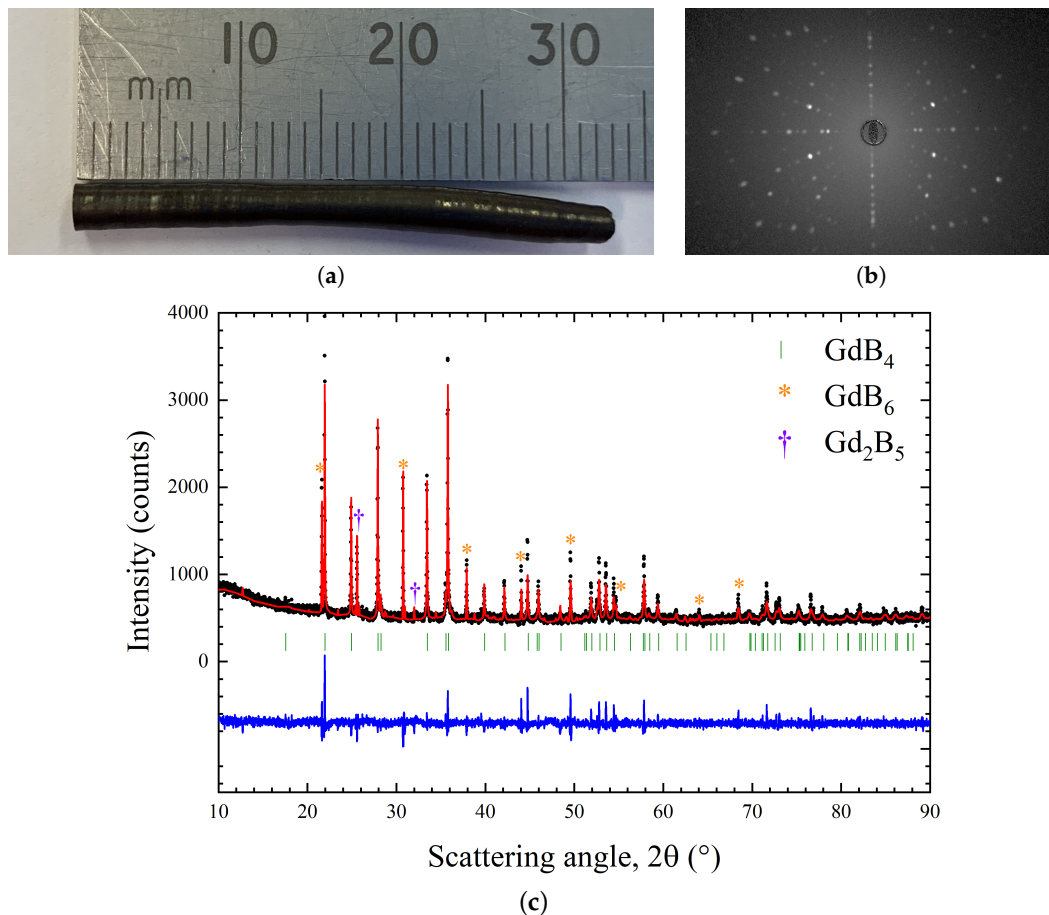 10 20 30
mm
(a)
(b)
4000
3000
2000
1000
0
Intensity (counts)
| GdB₄
* GdB₆
† Gd₂B₅
* * * * * * * *
† †
10 20 30 40 50 60 70 80 90
Scattering angle, 2θ (°)
(c)